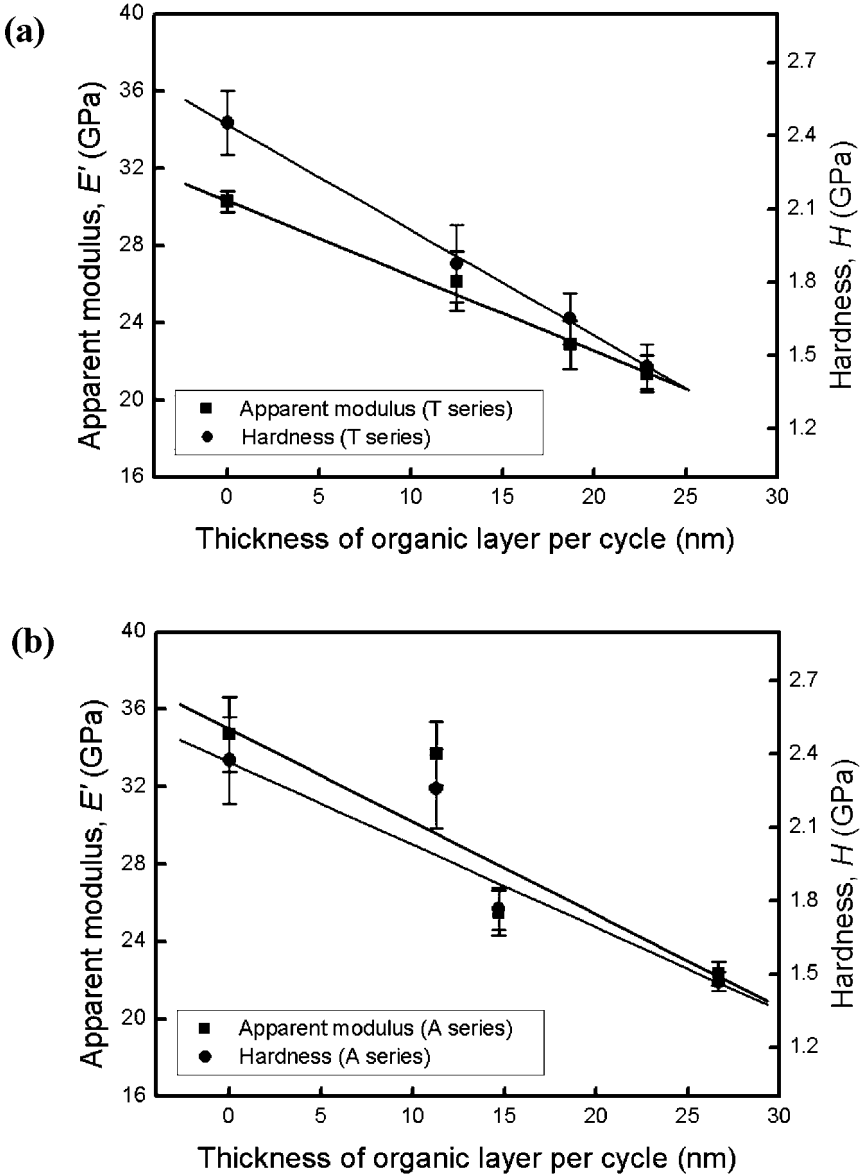 (a)
40
36
32
28
24
20
16
Apparent modulus, E' (GPa)
2.7
2.4
2.1
1.8
1.5
1.2
Hardness, H (GPa)
Apparent modulus (T series)
Hardness (T series)
0 5 10 15 20 25 30
Thickness of organic layer per cycle (nm)
(b)
40
36
32
28
24
20
16
Apparent modulus, E' (GPa)
2.7
2.4
2.1
1.8
1.5
1.2
Hardness, H (GPa)
Apparent modulus (A series)
Hardness (A series)
0 5 10 15 20 25 30
Thickness of organic layer per cycle (nm)